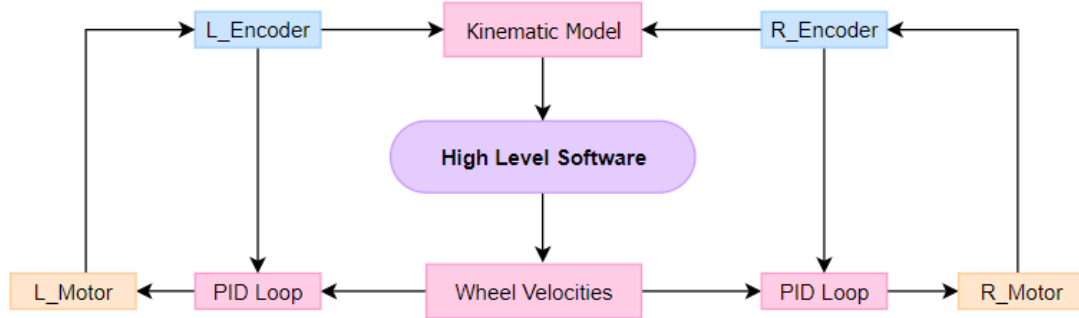 L_Encoder
Kinematic Model
R_Encoder
High Level Software
L_Motor
PID Loop
Wheel Velocities
PID Loop
R_Motor